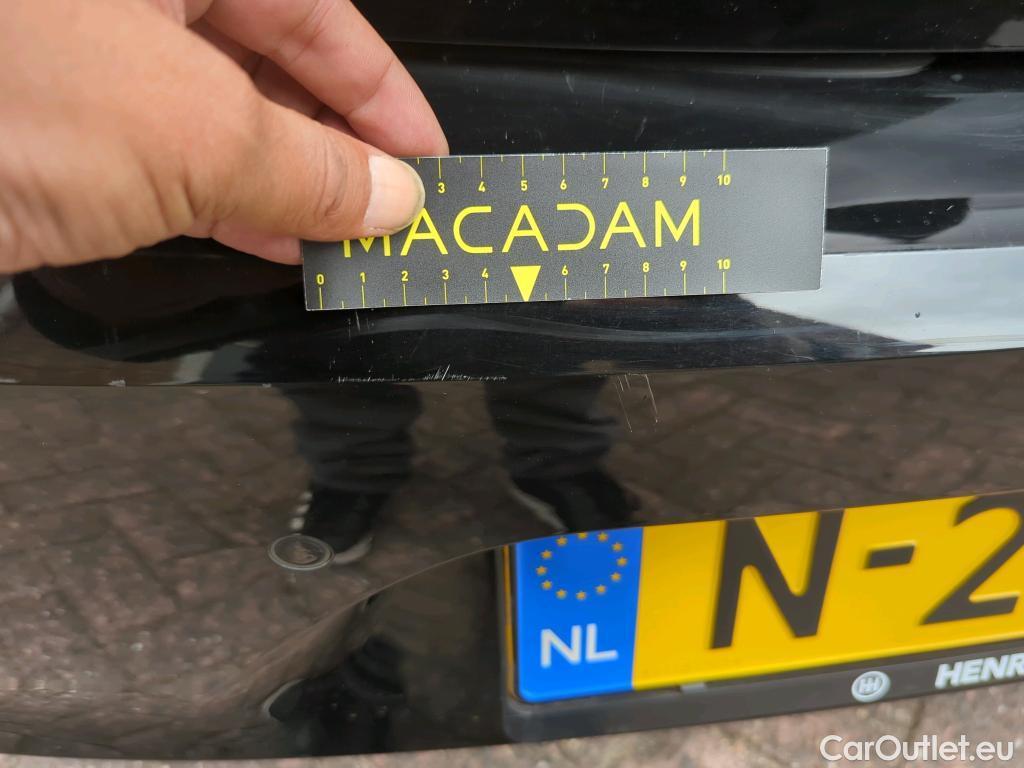 3 4 5 6 7 8 9 10
MACADAM
0 1 2 3 4 6 7 8 9 10
NL
N-2
HENR
CarOutlet.eu